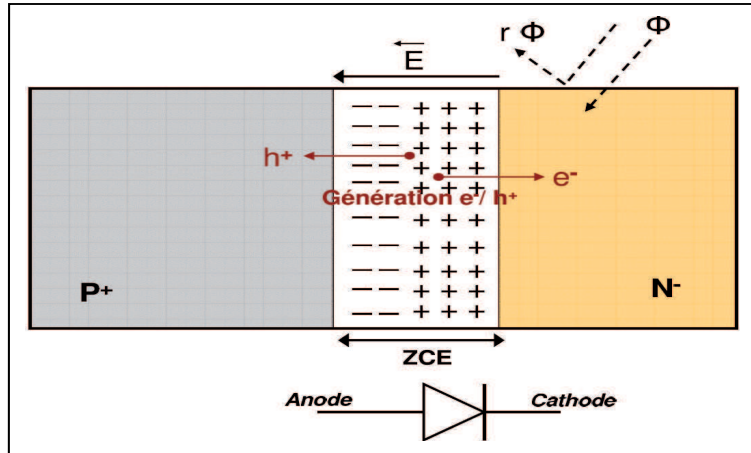 r Φ Φ
E
h⁺ e⁻
Génération e⁻/ h⁺
P⁺ N⁻
ZCE
Anode Cathode